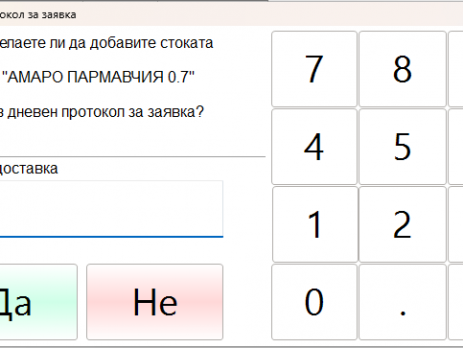 токол за заявка
елаете ли да добавите стоката
"АМАРО ПАРМАВЧИЯ 0.7"
в дневен протокол за заявка?
доставка
Да
Не
7 8
4 5
1 2
0 .